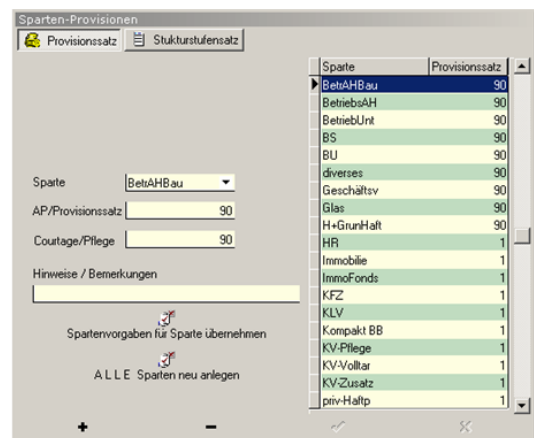 Sparten-Provisionen
Provisionssatz Stukturstufensatz
Sparte Provisionssatz
BetrAHBau 90
BetriebsAH 90
BetriebUnt 90
BS 90
BU 90
diverses 90
Geschäftsv 90
Glas 90
H+GrunHaft 90
HR 1
Immobilie 1
ImmoFonds 1
KFZ 1
KLV 1
Kompakt BB 1
KV-Pflege 1
KV-Volltar 1
KV-Zusatz 1
priv-Haftp 1
Sparte BetrAHBau
AP/Provisionssatz 90
Courtage/Pflege 90
Hinweise / Bemerkungen
Spartenvorgaben für Sparte übernehmen
A L L E Sparten neu anlegen